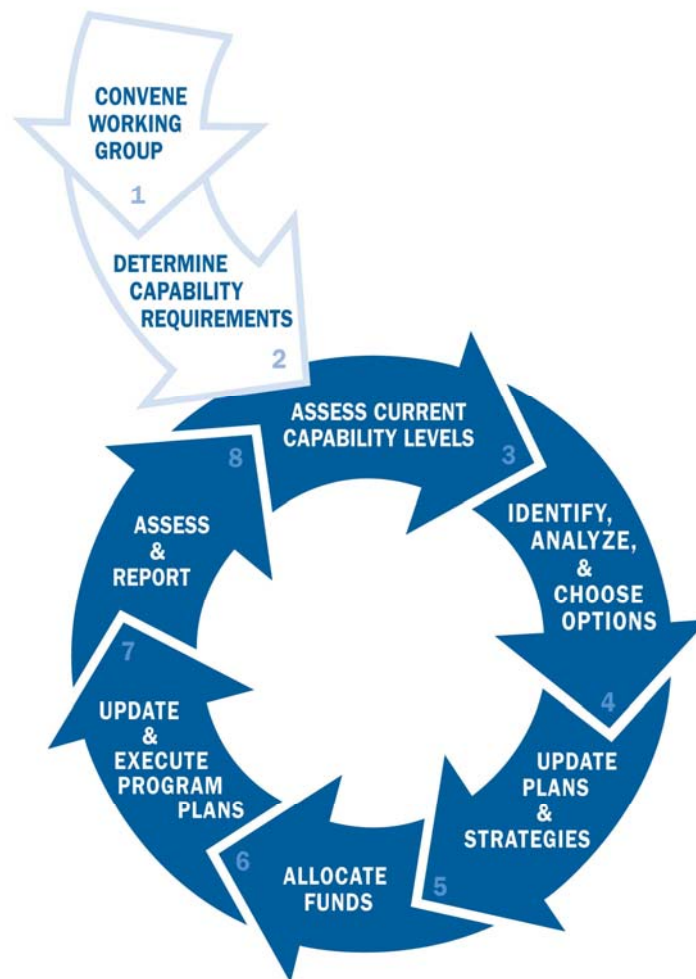 CONVENE
WORKING
GROUP
1
DETERMINE
CAPABILITY
REQUIREMENTS
2
ASSESS CURRENT
CAPABILITY LEVELS
3
IDENTIFY,
ANALYZE,
&
CHOOSE
OPTIONS
4
UPDATE
PLANS
&
STRATEGIES
5
ALLOCATE
FUNDS
6
UPDATE
&
EXECUTE
PROGRAM
PLANS
7
ASSESS
&
REPORT
8